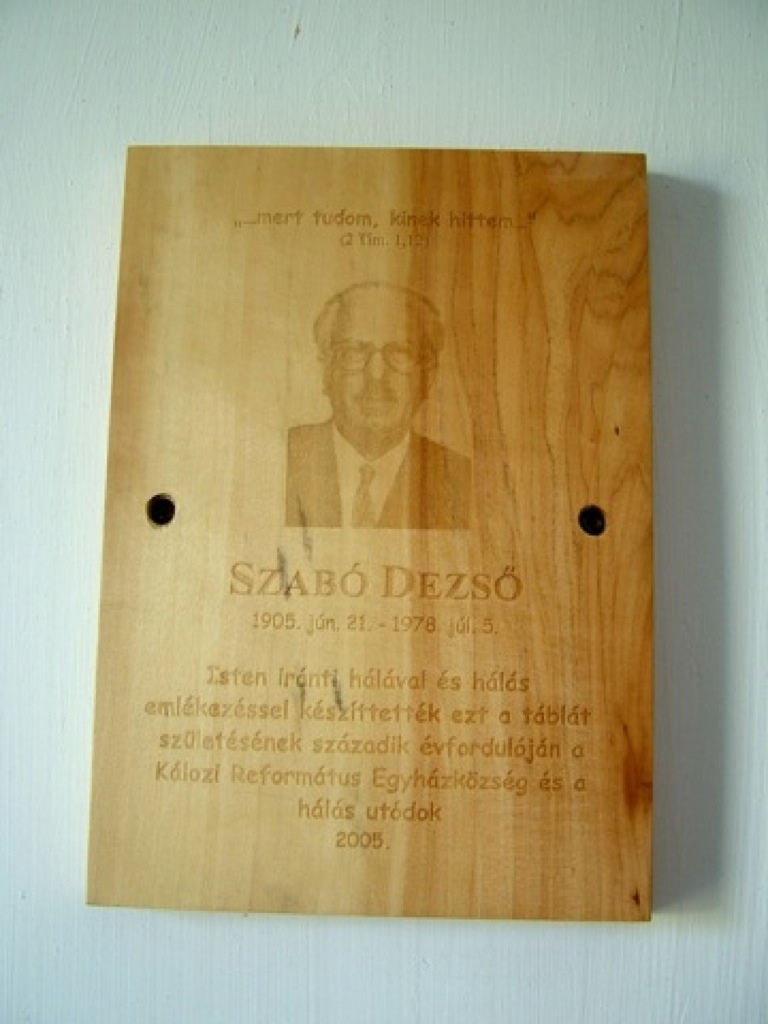 „...mert tudom, kinek hittem...”
(2 Tim. 1,12)
SZABÓ DEZSŐ
1905. jún. 21. - 1978. júl. 5.
Isten iránti hálával és hálás
emlékezéssel készíttették ezt a táblát
születésének századik évfordulóján a
Kálozi Református Egyházközség és a
hálás utódok
2005.